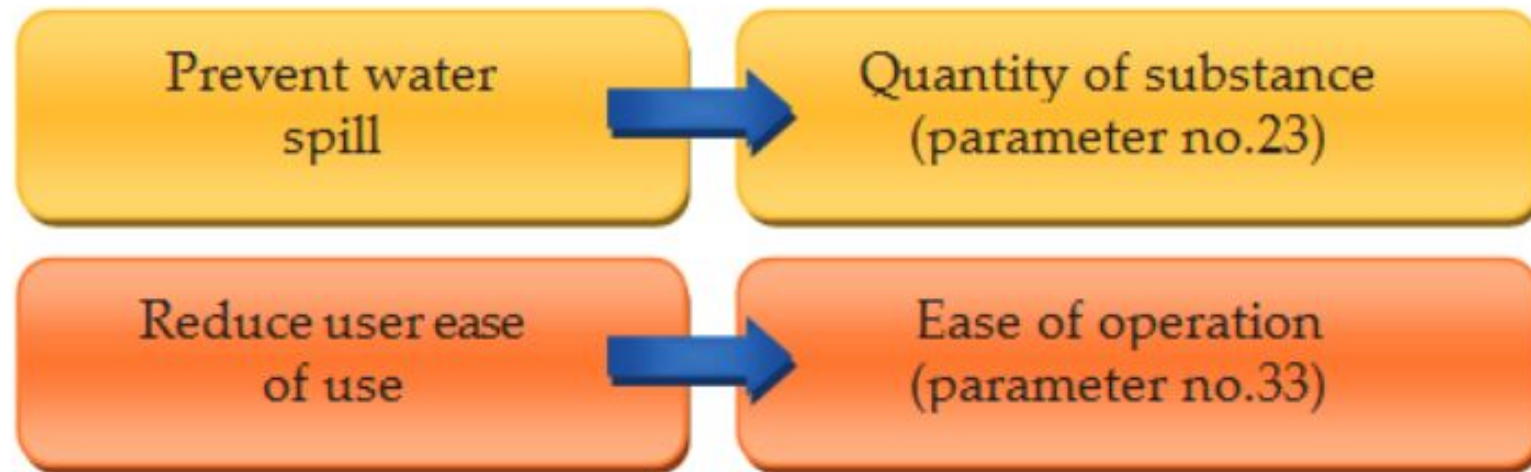 Prevent water
spill
Quantity of substance
(parameter no.23)
Reduce user ease
of use
Ease of operation
(parameter no.33)